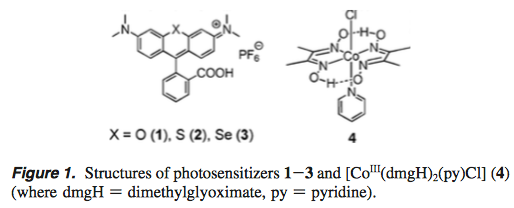 N X N⊕
PF6⊖
COOH
X = O (1), S (2), Se (3)
Cl
O-H-O
N N
Co
N N
O-H---O
N
4
Figure 1. Structures of photosensitizers 1−3 and [CoIII(dmgH)2(py)Cl] (4)
(where dmgH = dimethylglyoximate, py = pyridine).